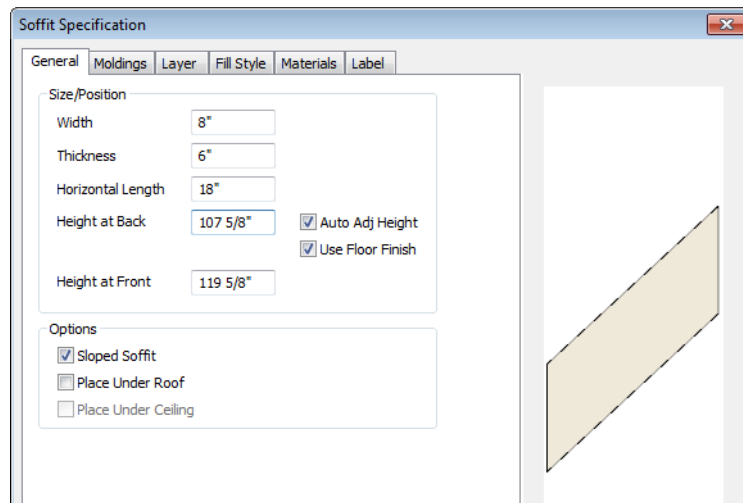 Soffit Specification
General Moldings Layer Fill Style Materials Label
Size/Position
Width 8"
Thickness 6"
Horizontal Length 18"
Height at Back 107 5/8" Auto Adj Height
Use Floor Finish
Height at Front 119 5/8"
Options
Sloped Soffit
Place Under Roof
Place Under Ceiling